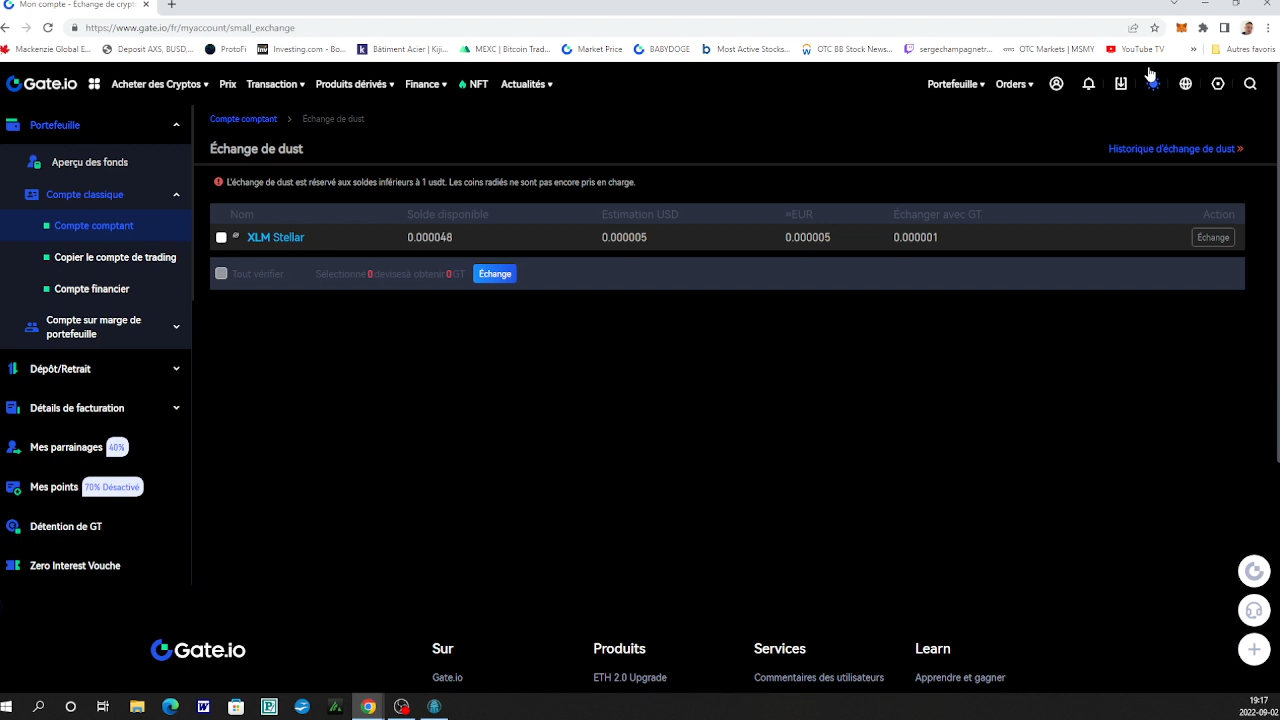 Mon compte - Échange de crypt
https://www.gate.io/fr/myaccount/small_exchange
Mackenzie Global E... Deposit AXS, BUSD,... ProtoFi Investing.com - Bo... Bâtiment Acier | Kiji... MEXC | Bitcoin Trad... Market Price BABYDOGE Most Active Stocks... OTC BB Stock News... sergechampagnetr... OTC Markets | MSMY YouTube TV » Autres favoris
Gate.io Acheter des Cryptos Prix Transaction Produits dérivés Finance NFT Actualités Portefeuille Orders
Portefeuille
Aperçu des fonds
Compte classique
Compte comptant
Copier le compte de trading
Compte financier
Compte sur marge de
portefeuille
Dépôt/Retrait
Détails de facturation
Mes parrainages 40%
Mes points 70% Désactivé
Détention de GT
Zero Interest Vouche
Compte comptant > Échange de dust
Échange de dust
Historique d'échange de dust »
L'échange de dust est réservé aux soldes inférieurs à 1 usdt. Les coins radiés ne sont pas encore pris en charge.
Nom Solde disponible Estimation USD ≈EUR Échanger avec GT Action
XLM Stellar 0.000048 0.000005 0.000005 0.000001 Échange
Tout vérifier Sélectionné 0 devisesà obtenir 0 GT Échange
Gate.io
Sur Produits Services Learn
Gate.io ETH 2.0 Upgrade Commentaires des utilisateurs Apprendre et gagner
19:17
2022-09-02